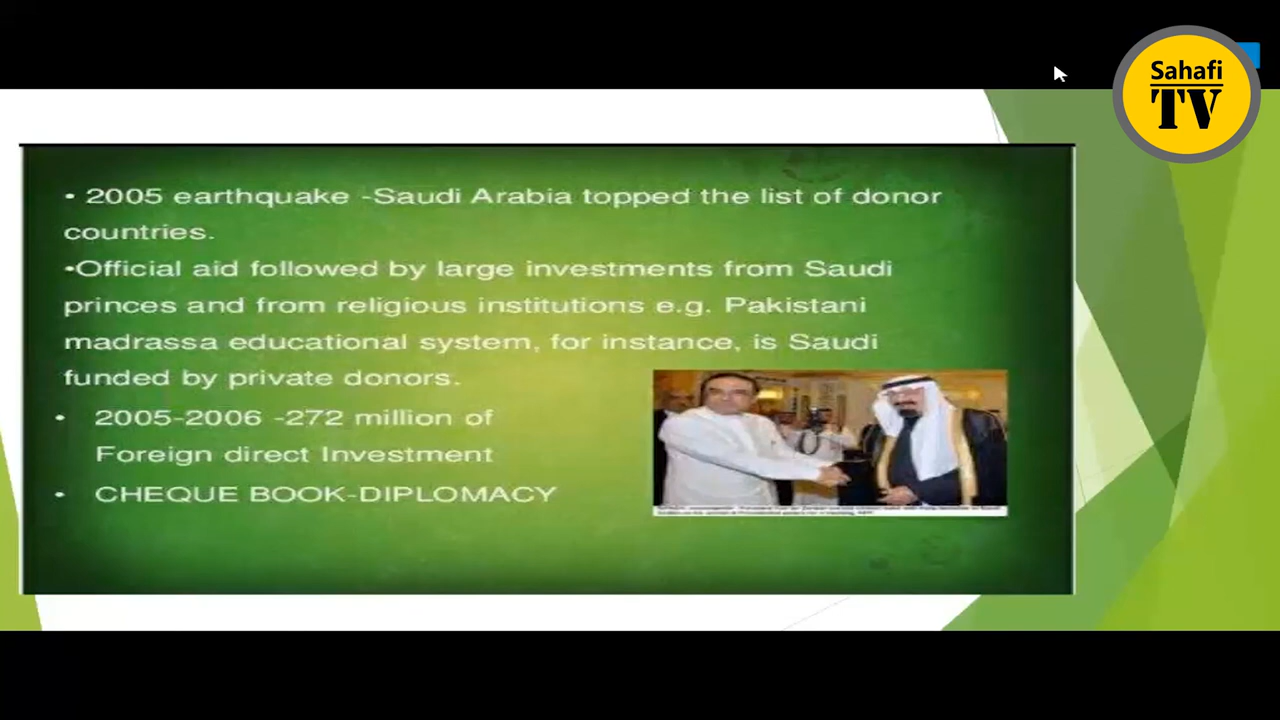 Sahafi
TV
• 2005 earthquake -Saudi Arabia topped the list of donor
countries.
•Official aid followed by large investments from Saudi
princes and from religious institutions e.g. Pakistani
madrassa educational system, for instance, is Saudi
funded by private donors.
• 2005-2006 -272 million of
Foreign direct Investment
• CHEQUE BOOK-DIPLOMACY